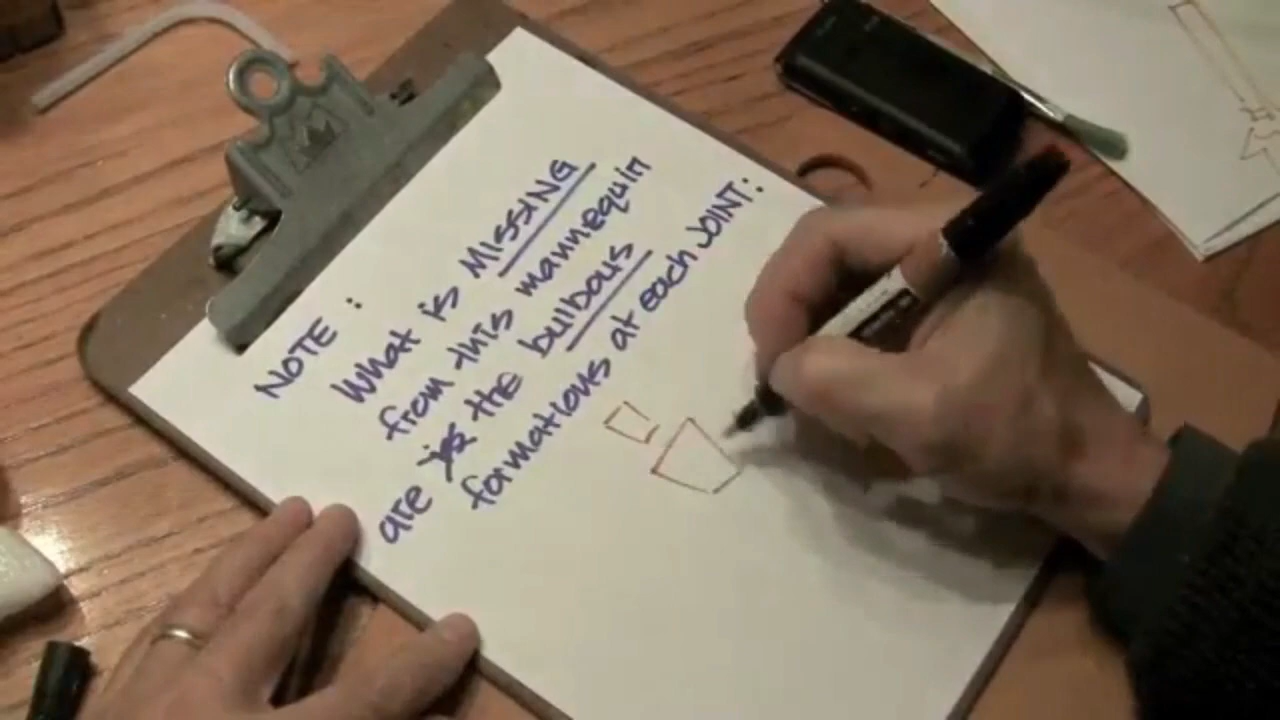 NOTE :
What is MISSING
from this mannequin
are is the bulbous
formations at each JOINT: